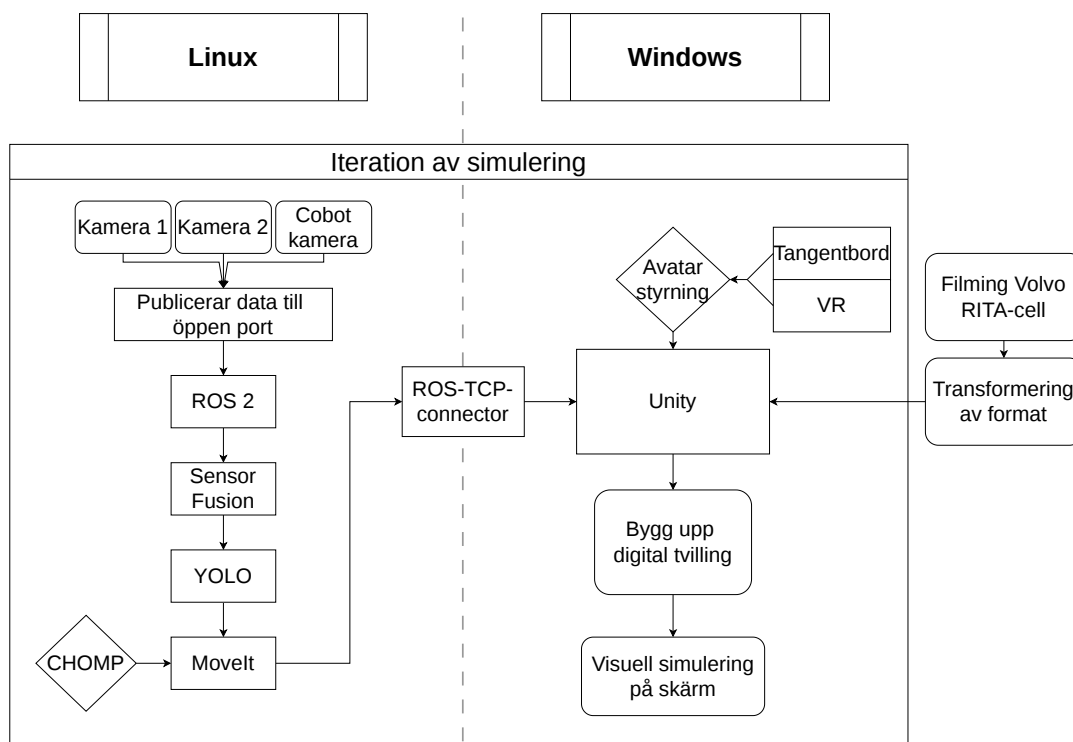 Linux
Windows
Iteration av simulering
Kamera 1
Kamera 2
Cobot
kamera
Publicerar data till
öppen port
ROS 2
Sensor
Fusion
YOLO
CHOMP
MoveIt
ROS-TCP-
connector
Avatar
styrning
Tangentbord
VR
Unity
Bygg upp
digital tvilling
Visuell simulering
på skärm
Filming Volvo
RITA-cell
Transformering
av format